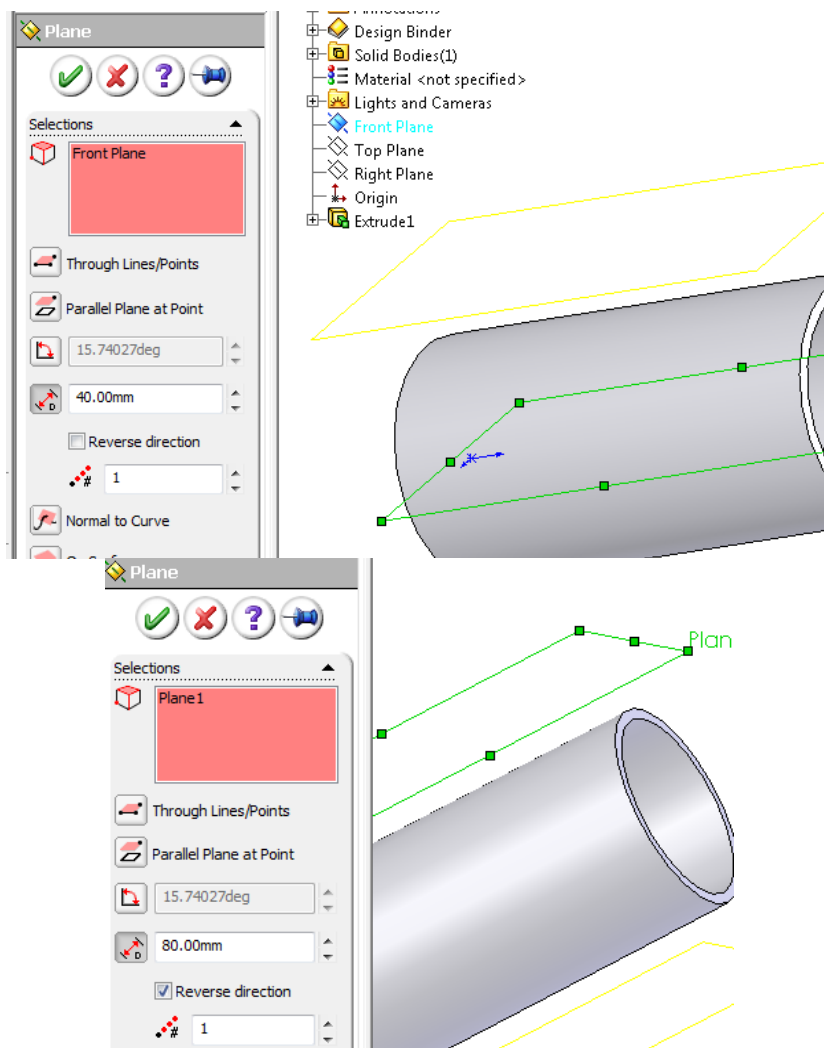 Plane
Annotations
Design Binder
Solid Bodies(1)
Material <not specified>
Lights and Cameras
Front Plane
Top Plane
Right Plane
Origin
Extrude1
?
Selections
Front Plane
Through Lines/Points
Parallel Plane at Point
15.74027deg
D
40.00mm
Reverse direction
#
1
Normal to Curve
Plane
?
Selections
Plane1
Plan
Through Lines/Points
Parallel Plane at Point
15.74027deg
D
80.00mm
Reverse direction
#
1